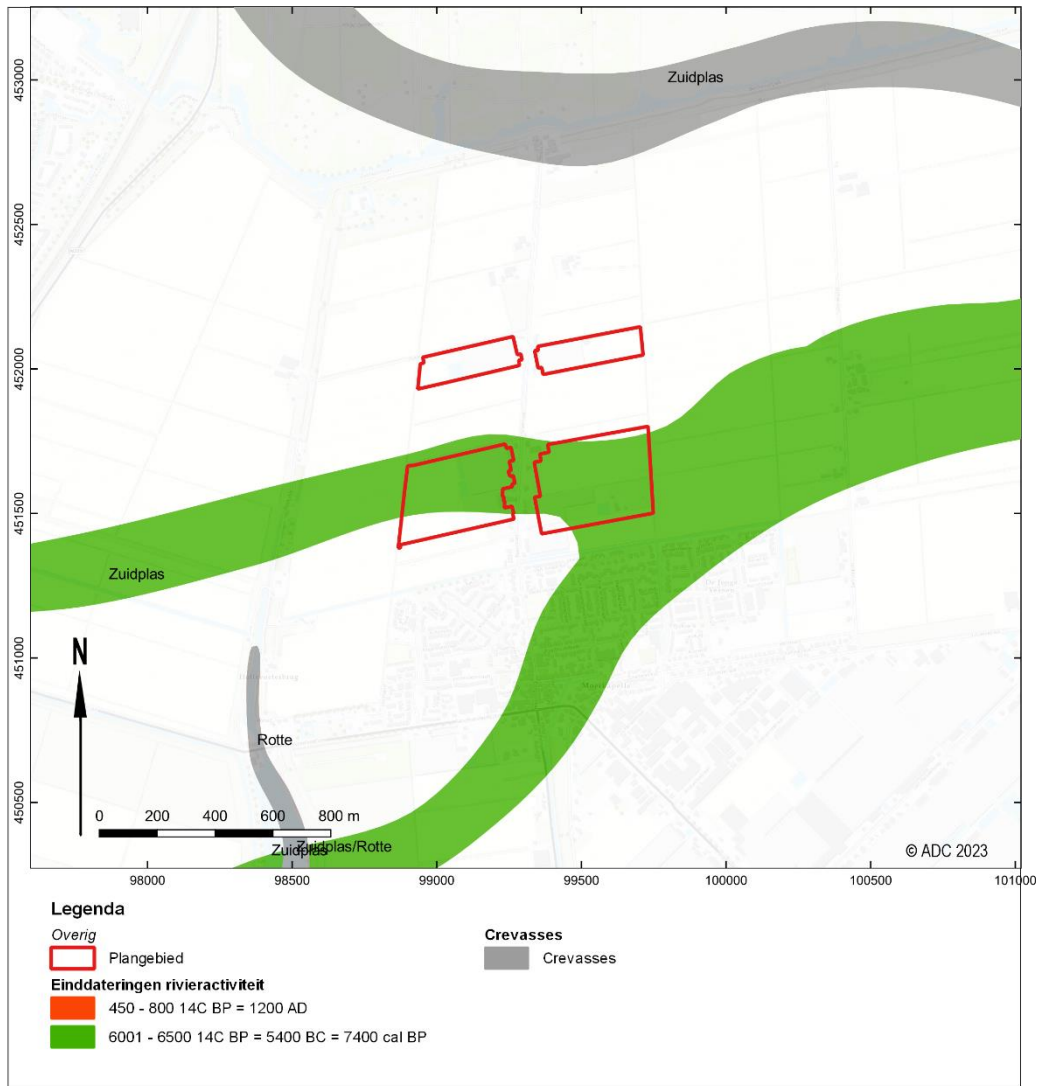 453000
452500
452000
451500
451000
450500
Zuidplas
Zuidplas
N
Rotte
0 200 400 600 800 m
Zuidplas/Rotte
Zuidplas
© ADC 2023
98000 98500 99000 99500 100000 100500 101000
Legenda
Overig
Plangebied
Einddateringen rivieractiviteit
450 - 800 14C BP = 1200 AD
6001 - 6500 14C BP = 5400 BC = 7400 cal BP
Crevasses
Crevasses